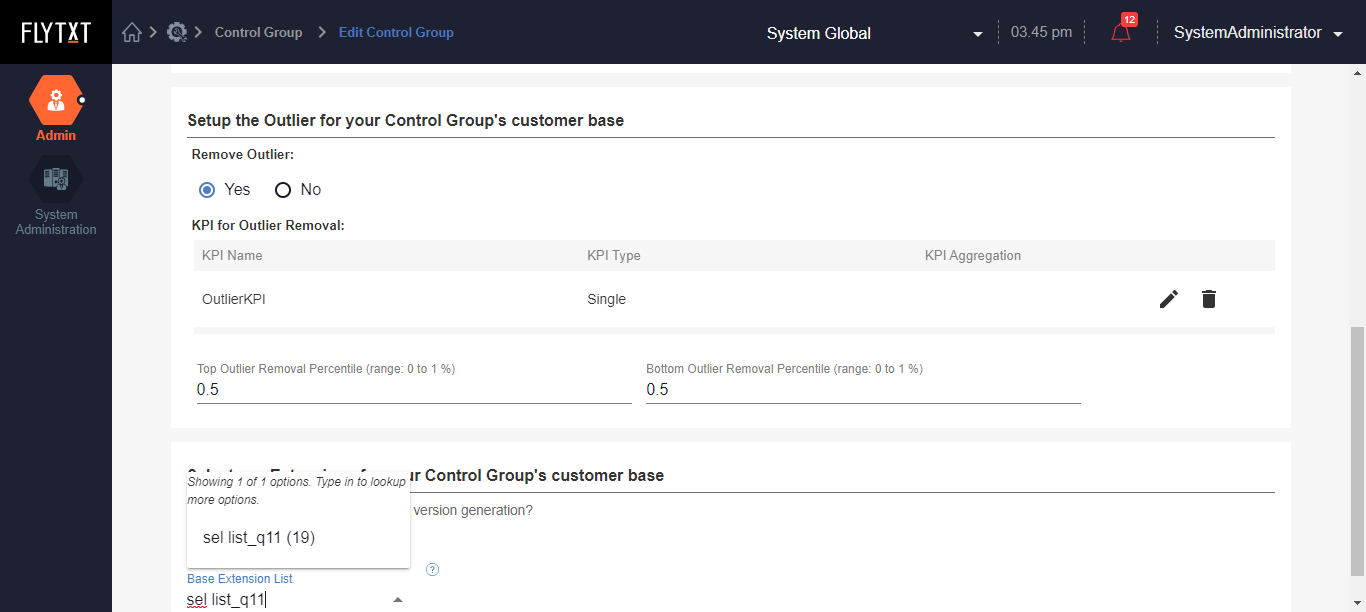 FLYTXT
Control Group
Edit Control Group
System Global
03.45 pm
12
SystemAdministrator
Admin
System
Administration
Setup the Outlier for your Control Group's customer base
Remove Outlier:
Yes No
KPI for Outlier Removal:
KPI Name KPI Type KPI Aggregation
OutlierKPI Single
Top Outlier Removal Percentile (range: 0 to 1 %) Bottom Outlier Removal Percentile (range: 0 to 1 %)
0.5 0.5
Control Group's customer base
Showing 1 of 1 options. Type in to lookup
more options.
version generation?
sel list_q11 (19)
?
Base Extension List
sel list_q11